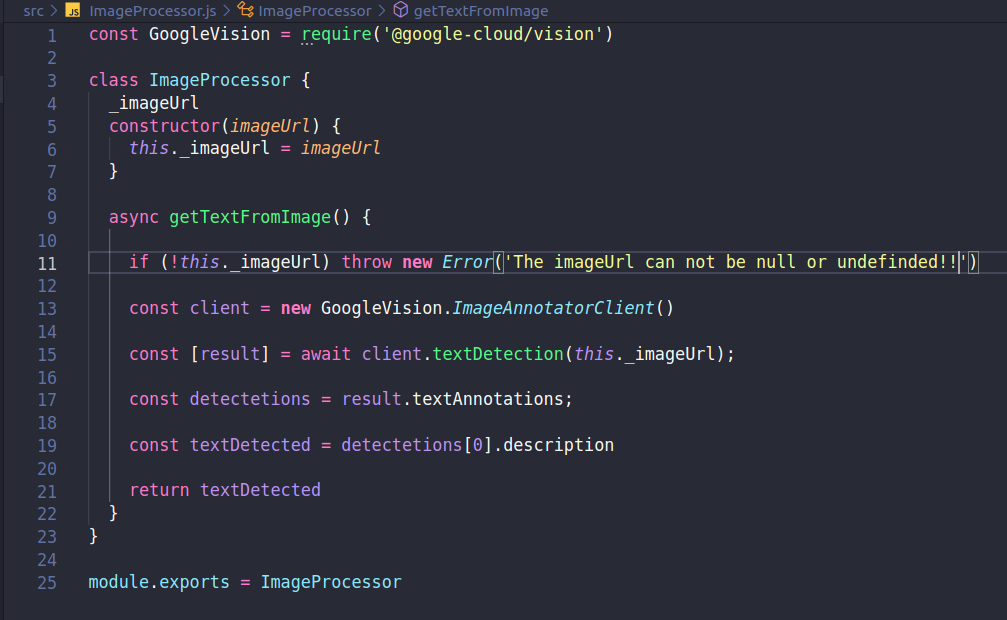 src > JS ImageProcessor.js > ImageProcessor > getTextFromImage
1 const GoogleVision = require('@google-cloud/vision')
2
3 class ImageProcessor {
4 _imageUrl
5 constructor(imageUrl) {
6 this._imageUrl = imageUrl
7 }
8
9 async getTextFromImage() {
10
11 if (!this._imageUrl) throw new Error('The imageUrl can not be null or undefinded!!')
12
13 const client = new GoogleVision.ImageAnnotatorClient()
14
15 const [result] = await client.textDetection(this._imageUrl);
16
17 const detectetions = result.textAnnotations;
18
19 const textDetected = detectetions[0].description
20
21 return textDetected
22 }
23 }
24
25 module.exports = ImageProcessor